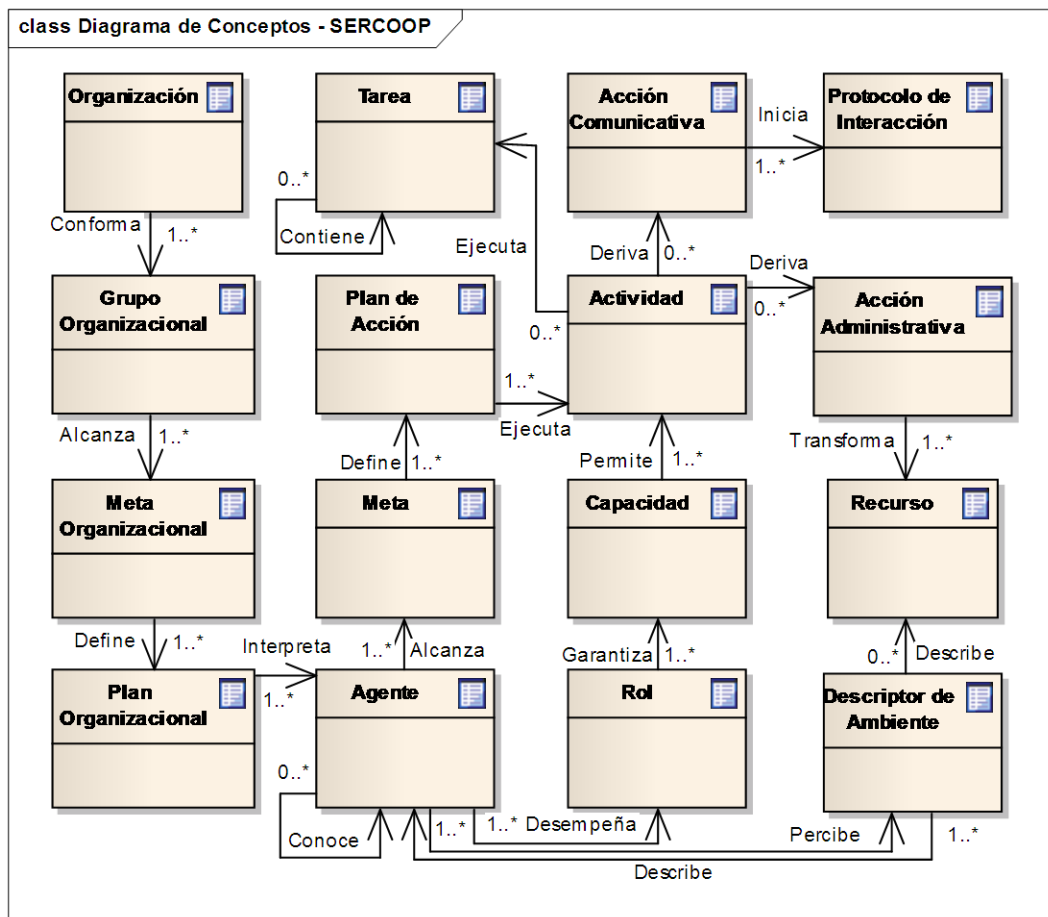 class Diagrama de Conceptos - SERCOOP
Organización
Tarea
Acción
Comunicativa
Protocolo de
Interacción
Inicia
1..*
0..*
Contiene
Conforma
1..*
Ejecuta
0..*
Deriva
0..*
Deriva
0..*
Grupo
Organizacional
Plan de
Acción
Actividad
Acción
Administrativa
1..*
Ejecuta
Alcanza
1..*
Define
1..*
Permite
1..*
Transforma
1..*
Meta
Organizacional
Meta
Capacidad
Recurso
Define
1..*
Interpreta
1..*
1..*
Alcanza
Garantiza
1..*
0..*
Describe
Plan
Organizacional
Agente
Rol
Descriptor de
Ambiente
0..*
Conoce
1..*
1..*
Desempeña
Percibe
1..*
Describe